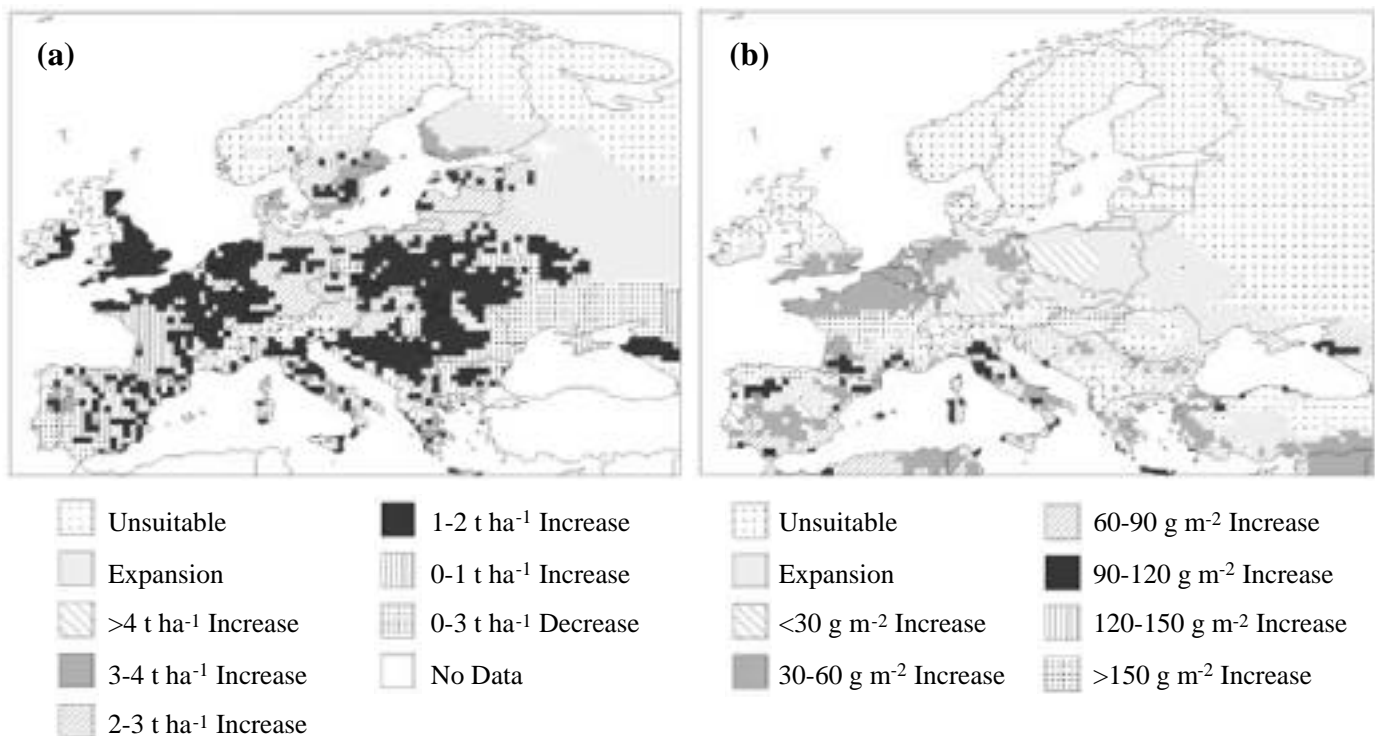 (a)
(b)
Unsuitable
Expansion
>4 t ha-1 Increase
3-4 t ha-1 Increase
2-3 t ha-1 Increase
1-2 t ha-1 Increase
0-1 t ha-1 Increase
0-3 t ha-1 Decrease
No Data
Unsuitable
Expansion
<30 g m-2 Increase
30-60 g m-2 Increase
60-90 g m-2 Increase
90-120 g m-2 Increase
120-150 g m-2 Increase
>150 g m-2 Increase